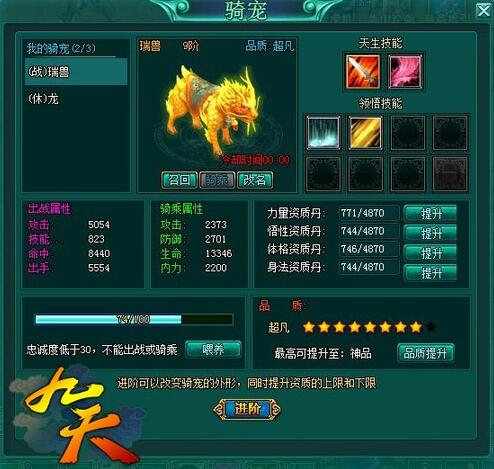 骑宠
我的骑宠(2/3)
(战)瑞兽
(休)龙
瑞兽 9阶 品质:超凡
冷却时间00:00
召回 骑乘 改名
天生技能
领悟技能
出战属性
攻击 5054
技能 823
命中 8440
出手 5554
骑乘属性
攻击: 2373
防御: 2701
生命: 13346
内力: 2200
力量资质丹: 771/4870 提升
悟性资质丹: 744/4870 提升
体格资质丹: 746/4870 提升
身法资质丹: 744/4870 提升
74/100
忠诚度低于30，不能出战或骑乘 喂养
品 质:
超凡
最高可提升至: 神品 品质提升
进阶可以改变骑宠的外形，同时提升资质的上限和下限
进阶
九天